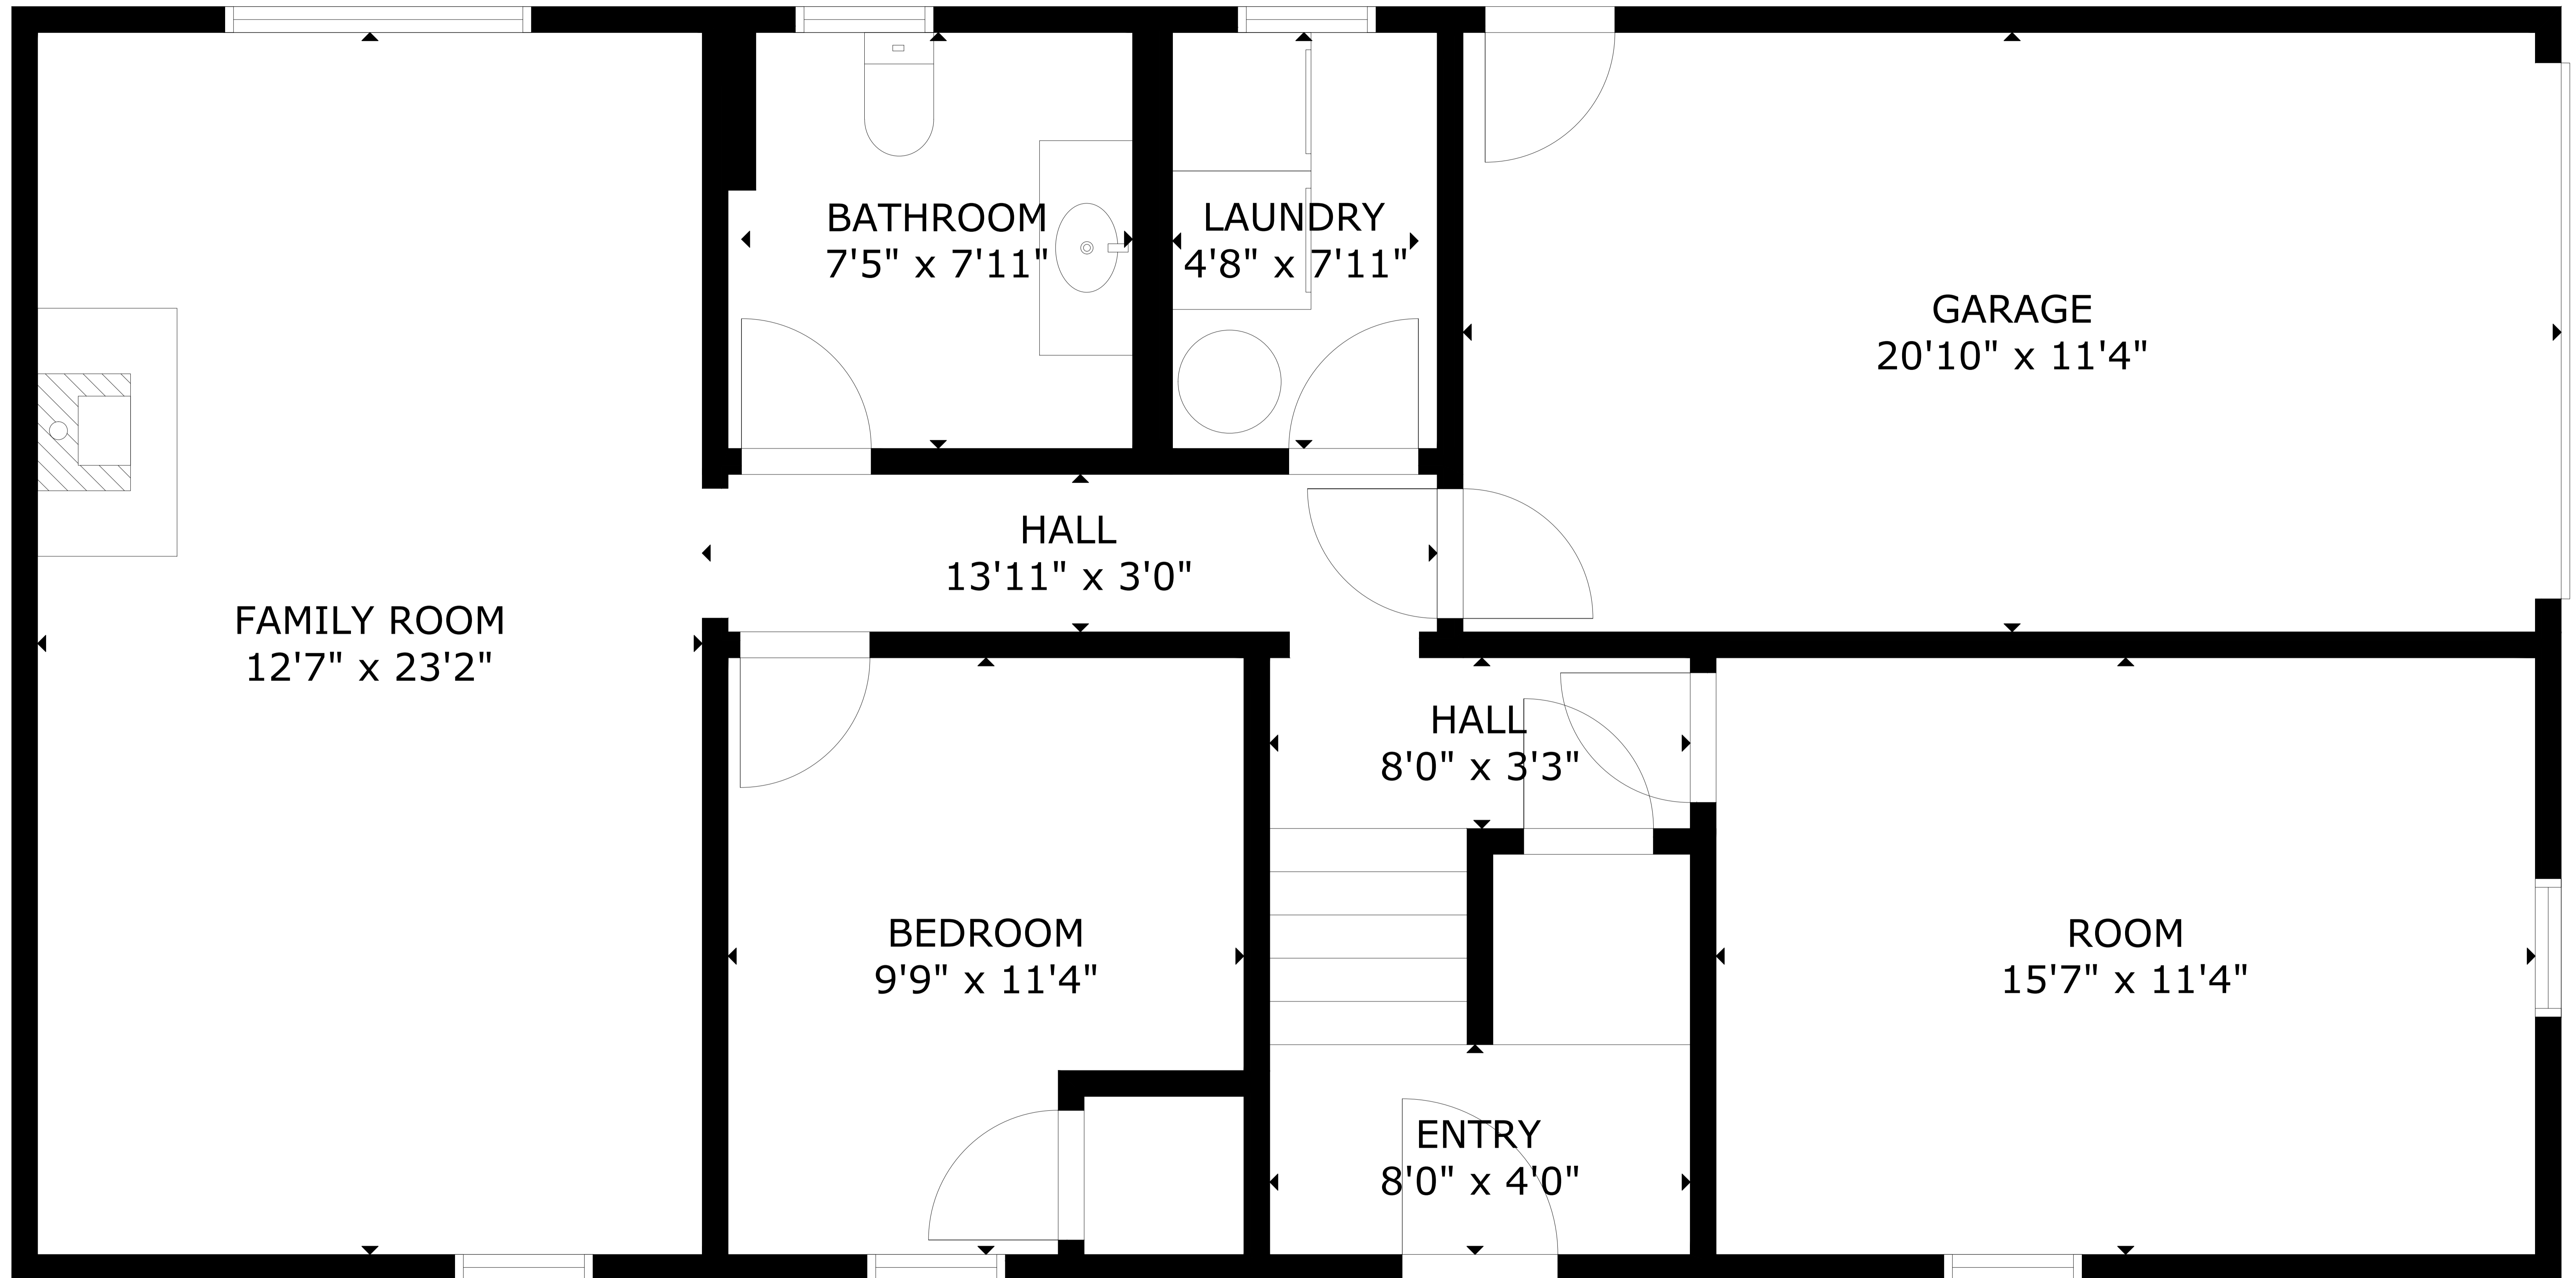 BATHROOM
7'5" x 7'11"
LAUNDRY
4'8" x 7'11"
GARAGE
20'10" x 11'4"
HALL
13'11" x 3'0"
FAMILY ROOM
12'7" x 23'2"
HALL
8'0" x 3'3"
BEDROOM
9'9" x 11'4"
ROOM
15'7" x 11'4"
ENTRY
8'0" x 4'0"